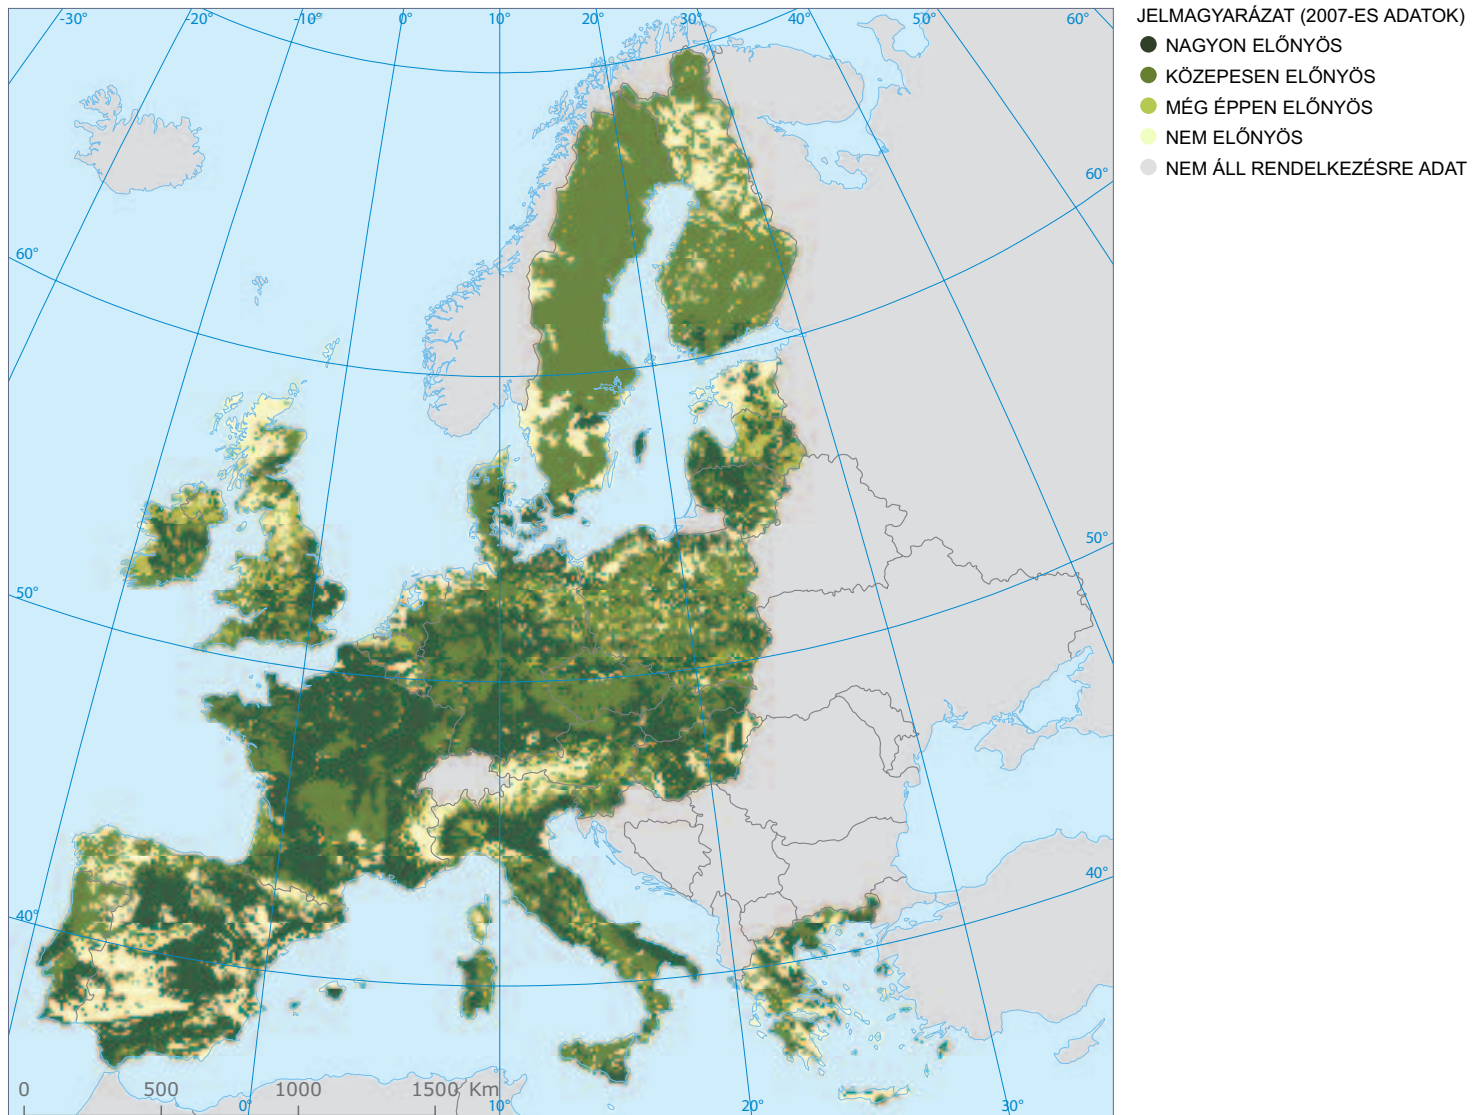 -30° -20° -10° 0° 10° 20° 30° 40° 50° 60°
JELMAGYARÁZAT (2007-ES ADATOK)
NAGYON ELŐNYÖS
KÖZEPESEN ELŐNYÖS
MÉG ÉPPEN ELŐNYÖS
NEM ELŐNYÖS
NEM ÁLL RENDELKEZÉSRE ADAT
60°
60°
50°
50°
40°
40°
0 500 1000 1500 Km
0° 10° 20° 30°